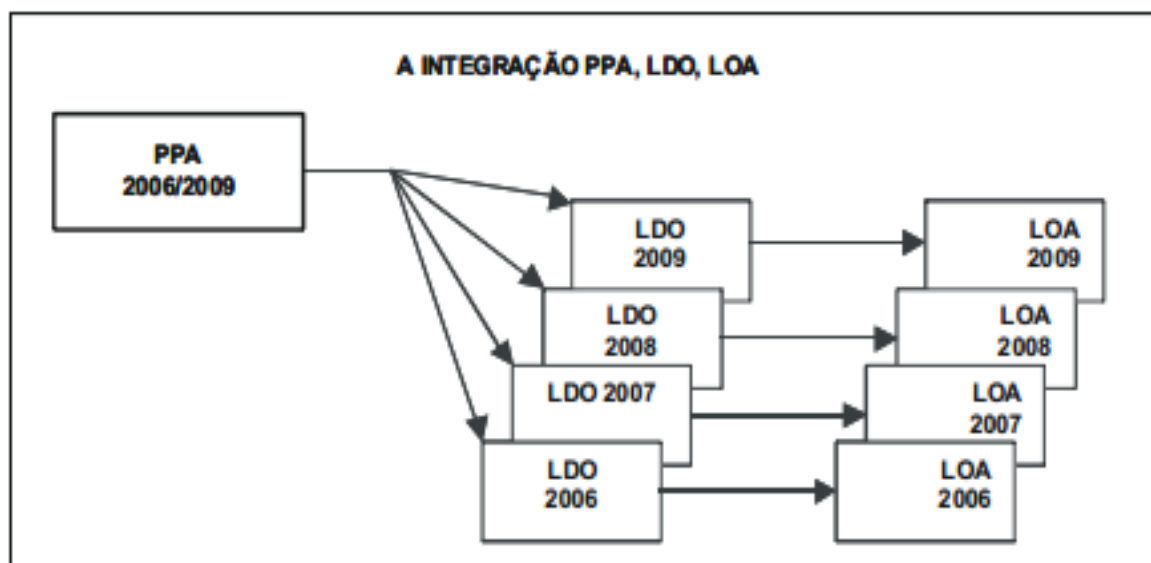 A INTEGRAÇÃO PPA, LDO, LOA
PPA
2006/2009
LDO
2009
LOA
2009
LDO
2008
LOA
2008
LDO 2007
LOA
2007
LDO
2006
LOA
2006